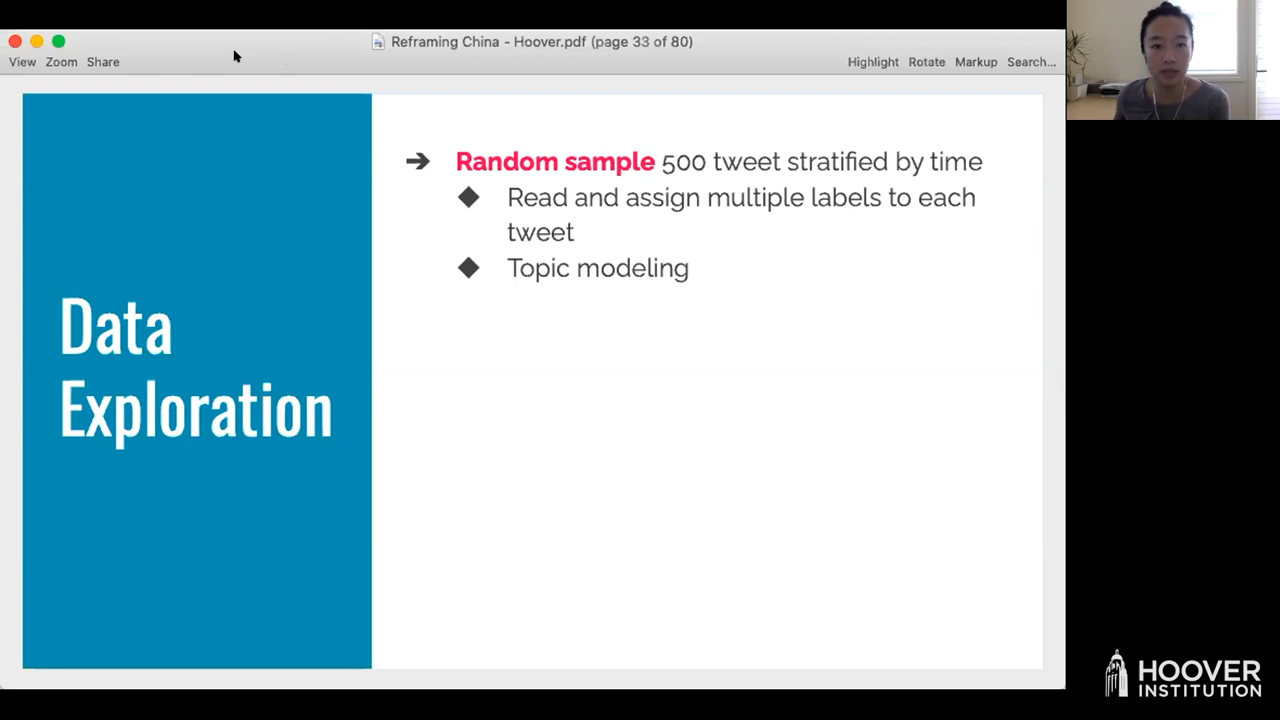 Reframing China - Hoover.pdf (page 33 of 80)
View Zoom Share Highlight Rotate Markup Search...
Data
Exploration
➔ Random sample 500 tweet stratified by time
◆ Read and assign multiple labels to each
tweet
◆ Topic modeling
HOOVER
INSTITUTION